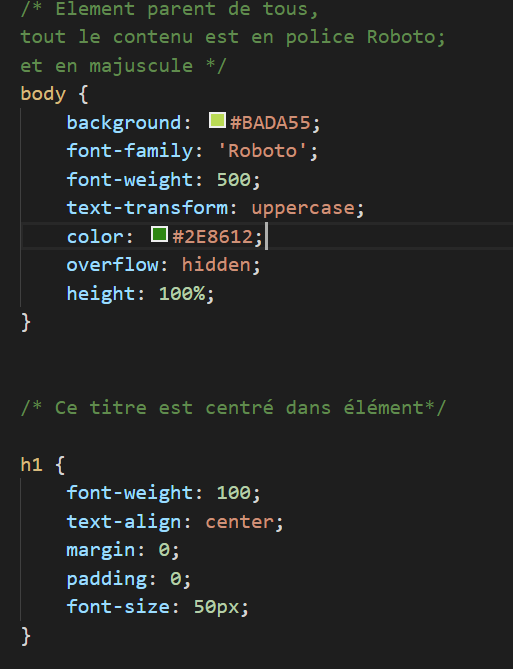 /* Element parent de tous,
tout le contenu est en police Roboto;
et en majuscule */
body {
background: #BADA55;
font-family: 'Roboto';
font-weight: 500;
text-transform: uppercase;
color: #2E8612;
overflow: hidden;
height: 100%;
}
/* Ce titre est centré dans élément*/
h1 {
font-weight: 100;
text-align: center;
margin: 0;
padding: 0;
font-size: 50px;
}